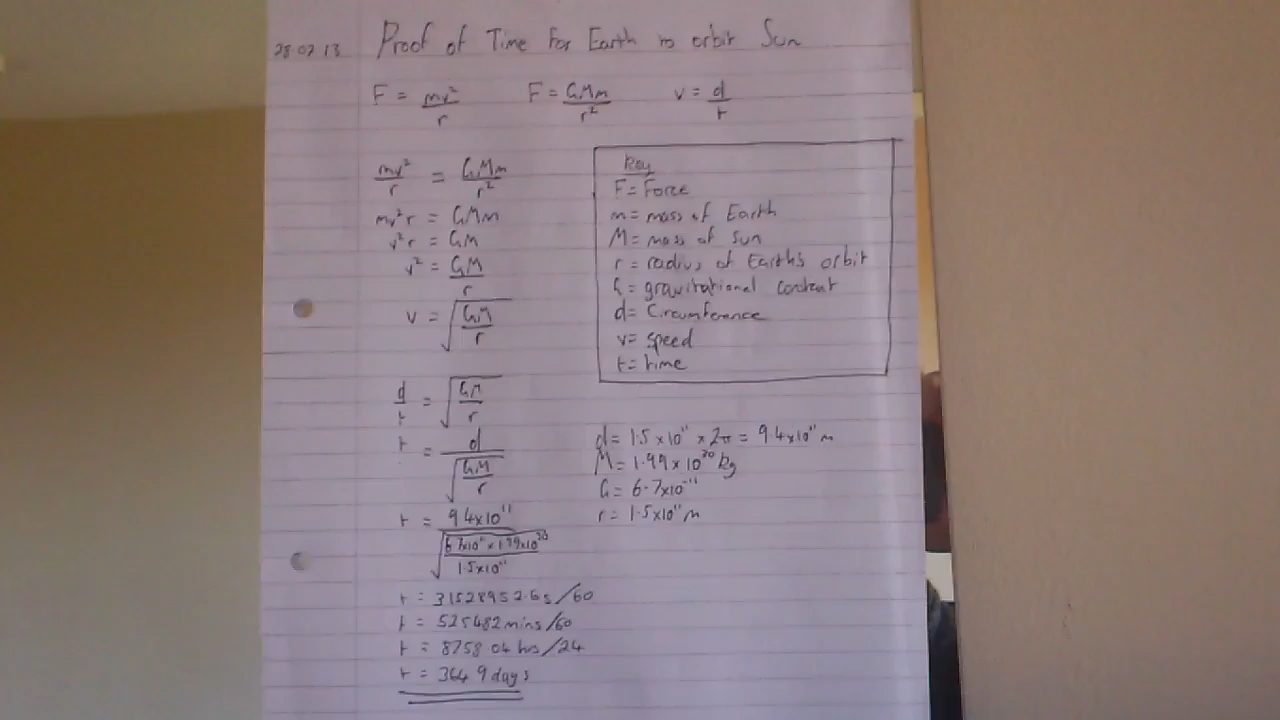 28.02.13 Proof of Time For Earth to orbit Sun
F = mv²/r F = GMm/r² v = d/t
mv²/r = GMm/r²
mv²r = GMm
v²r = GM
v² = GM/r
v = √(GM/r)
Key
F = Force
m = mass of Earth
M = mass of Sun
r = radius of Earth's orbit
G = gravitational constant
d = Circumference
v = speed
t = time
d/t = √(GM/r)
t = d/√(GM/r)
t = 9.4x10¹¹/√(6.7x10⁻¹¹ x 1.99x10³⁰/1.5x10¹¹)
t = 31528952.6s/60
t = 525482mins/60
t = 8758.04 hrs/24
t = 364.9 days
d = 1.5 x 10¹¹ x 2π = 9.4x10¹¹ m
M = 1.99 x 10³⁰ kg
G = 6.7x10⁻¹¹
r = 1.5x10¹¹ m